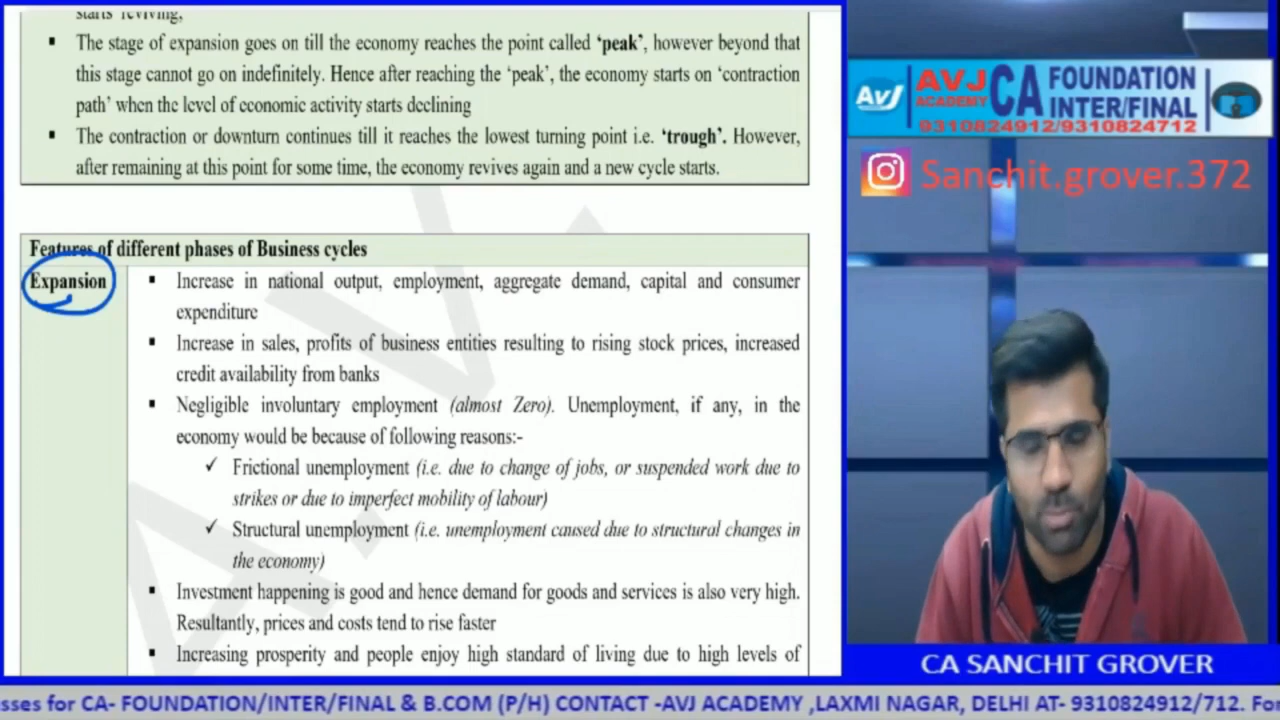 starts reviving,
▪ The stage of expansion goes on till the economy reaches the point called ‘peak’, however beyond that
this stage cannot go on indefinitely. Hence after reaching the ‘peak’, the economy starts on ‘contraction
path’ when the level of economic activity starts declining
▪ The contraction or downturn continues till it reaches the lowest turning point i.e. ‘trough’. However,
after remaining at this point for some time, the economy revives again and a new cycle starts.
Features of different phases of Business cycles
Expansion
▪ Increase in national output, employment, aggregate demand, capital and consumer
expenditure
▪ Increase in sales, profits of business entities resulting to rising stock prices, increased
credit availability from banks
▪ Negligible involuntary employment (almost Zero). Unemployment, if any, in the
economy would be because of following reasons:-
✓ Frictional unemployment (i.e. due to change of jobs, or suspended work due to
strikes or due to imperfect mobility of labour)
✓ Structural unemployment (i.e. unemployment caused due to structural changes in
the economy)
▪ Investment happening is good and hence demand for goods and services is also very high.
Resultantly, prices and costs tend to rise faster
▪ Increasing prosperity and people enjoy high standard of living due to high levels of
A.V.
AVJ
AVJ
ACADEMY
CA
FOUNDATION
INTER/FINAL
9310824912/9310824712
Sanchit.grover.372
CA SANCHIT GROVER
sses for CA- FOUNDATION/INTER/FINAL & B.COM (P/H) CONTACT -AVJ ACADEMY ,LAXMI NAGAR, DELHI AT- 9310824912/712. Fo